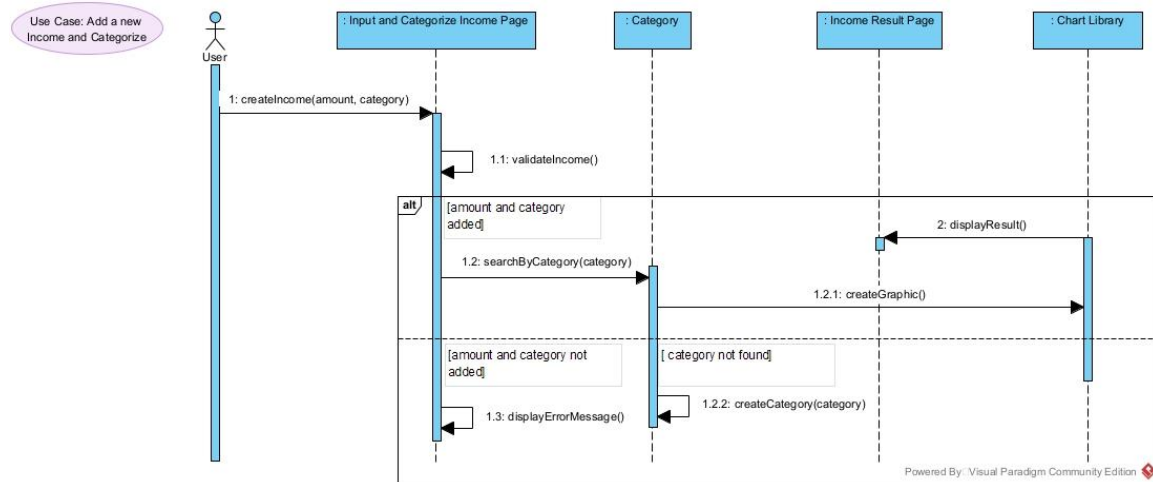 Use Case: Add a new
Income and Categorize
User
: Input and Categorize Income Page
: Category
: Income Result Page
: Chart Library
1: createIncome(amount, category)
1.1: validateIncome()
alt
[amount and category
added]
2: displayResult()
1.2: searchByCategory(category)
1.2.1: createGraphic()
[amount and category not
added]
[ category not found]
1.2.2: createCategory(category)
1.3: displayErrorMessage()
Powered By Visual Paradigm Community Edition